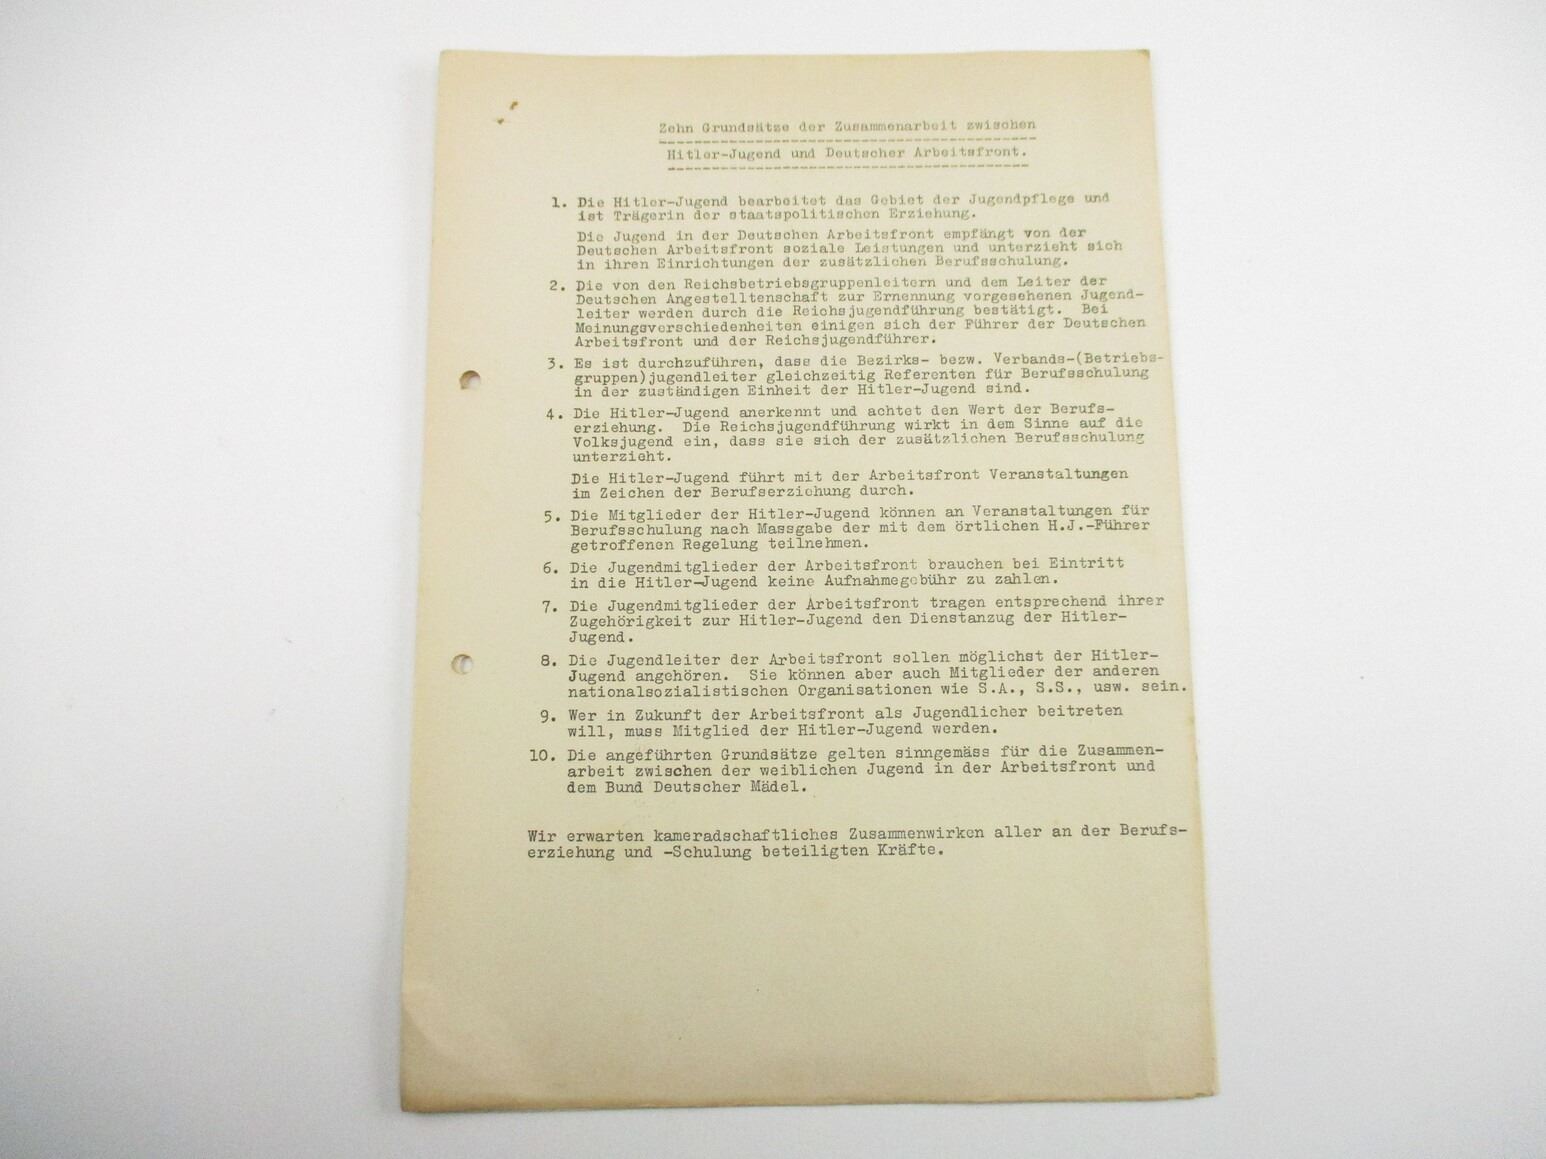 Zehn Grundsätze der Zusammenarbeit zwischen
Hitler-Jugend und Deutscher Arbeitsfront.
1. Die Hitler-Jugend bearbeitet das Gebiet der Jugendpflege und
ist Trägerin der staatspolitischen Erziehung.
Die Jugend in der Deutschen Arbeitsfront empfängt von der
Deutschen Arbeitsfront soziale Leistungen und unterzieht sich
in ihren Einrichtungen der zusätzlichen Berufsschulung.
2. Die von den Reichsbetriebsgruppenleitern und dem Leiter der
Deutschen Angestelltenschaft zur Ernennung vorgesehenen Jugend-
leiter werden durch die Reichsjugendführung bestätigt. Bei
Meinungsverschiedenheiten einigen sich der Führer der Deutschen
Arbeitsfront und der Reichsjugendführer.
3. Es ist durchzuführen, dass die Bezirks- bezw. Verbands-(Betriebs-
gruppen)jugendleiter gleichzeitig Referenten für Berufsschulung
in der zuständigen Einheit der Hitler-Jugend sind.
4. Die Hitler-Jugend anerkennt und achtet den Wert der Berufs-
erziehung. Die Reichsjugendführung wirkt in dem Sinne auf die
Volksjugend ein, dass sie sich der zusätzlichen Berufsschulung
unterzieht.
Die Hitler-Jugend führt mit der Arbeitsfront Veranstaltungen
im Zeichen der Berufserziehung durch.
5. Die Mitglieder der Hitler-Jugend können an Veranstaltungen für
Berufsschulung nach Massgabe der mit dem örtlichen H.J.-Führer
getroffenen Regelung teilnehmen.
6. Die Jugendmitglieder der Arbeitsfront brauchen bei Eintritt
in die Hitler-Jugend keine Aufnahmegebühr zu zahlen.
7. Die Jugendmitglieder der Arbeitsfront tragen entsprechend ihrer
Zugehörigkeit zur Hitler-Jugend den Dienstanzug der Hitler-
Jugend.
8. Die Jugendleiter der Arbeitsfront sollen möglichst der Hitler-
Jugend angehören. Sie können aber auch Mitglieder der anderen
nationalsozialistischen Organisationen wie S.A., S.S., usw. sein.
9. Wer in Zukunft der Arbeitsfront als Jugendlicher beitreten
will, muss Mitglied der Hitler-Jugend werden.
10. Die angeführten Grundsätze gelten sinngemäss für die Zusammen-
arbeit zwischen der weiblichen Jugend in der Arbeitsfront und
dem Bund Deutscher Mädel.
Wir erwarten kameradschaftliches Zusammenwirken aller an der Berufs-
erziehung und -Schulung beteiligten Kräfte.